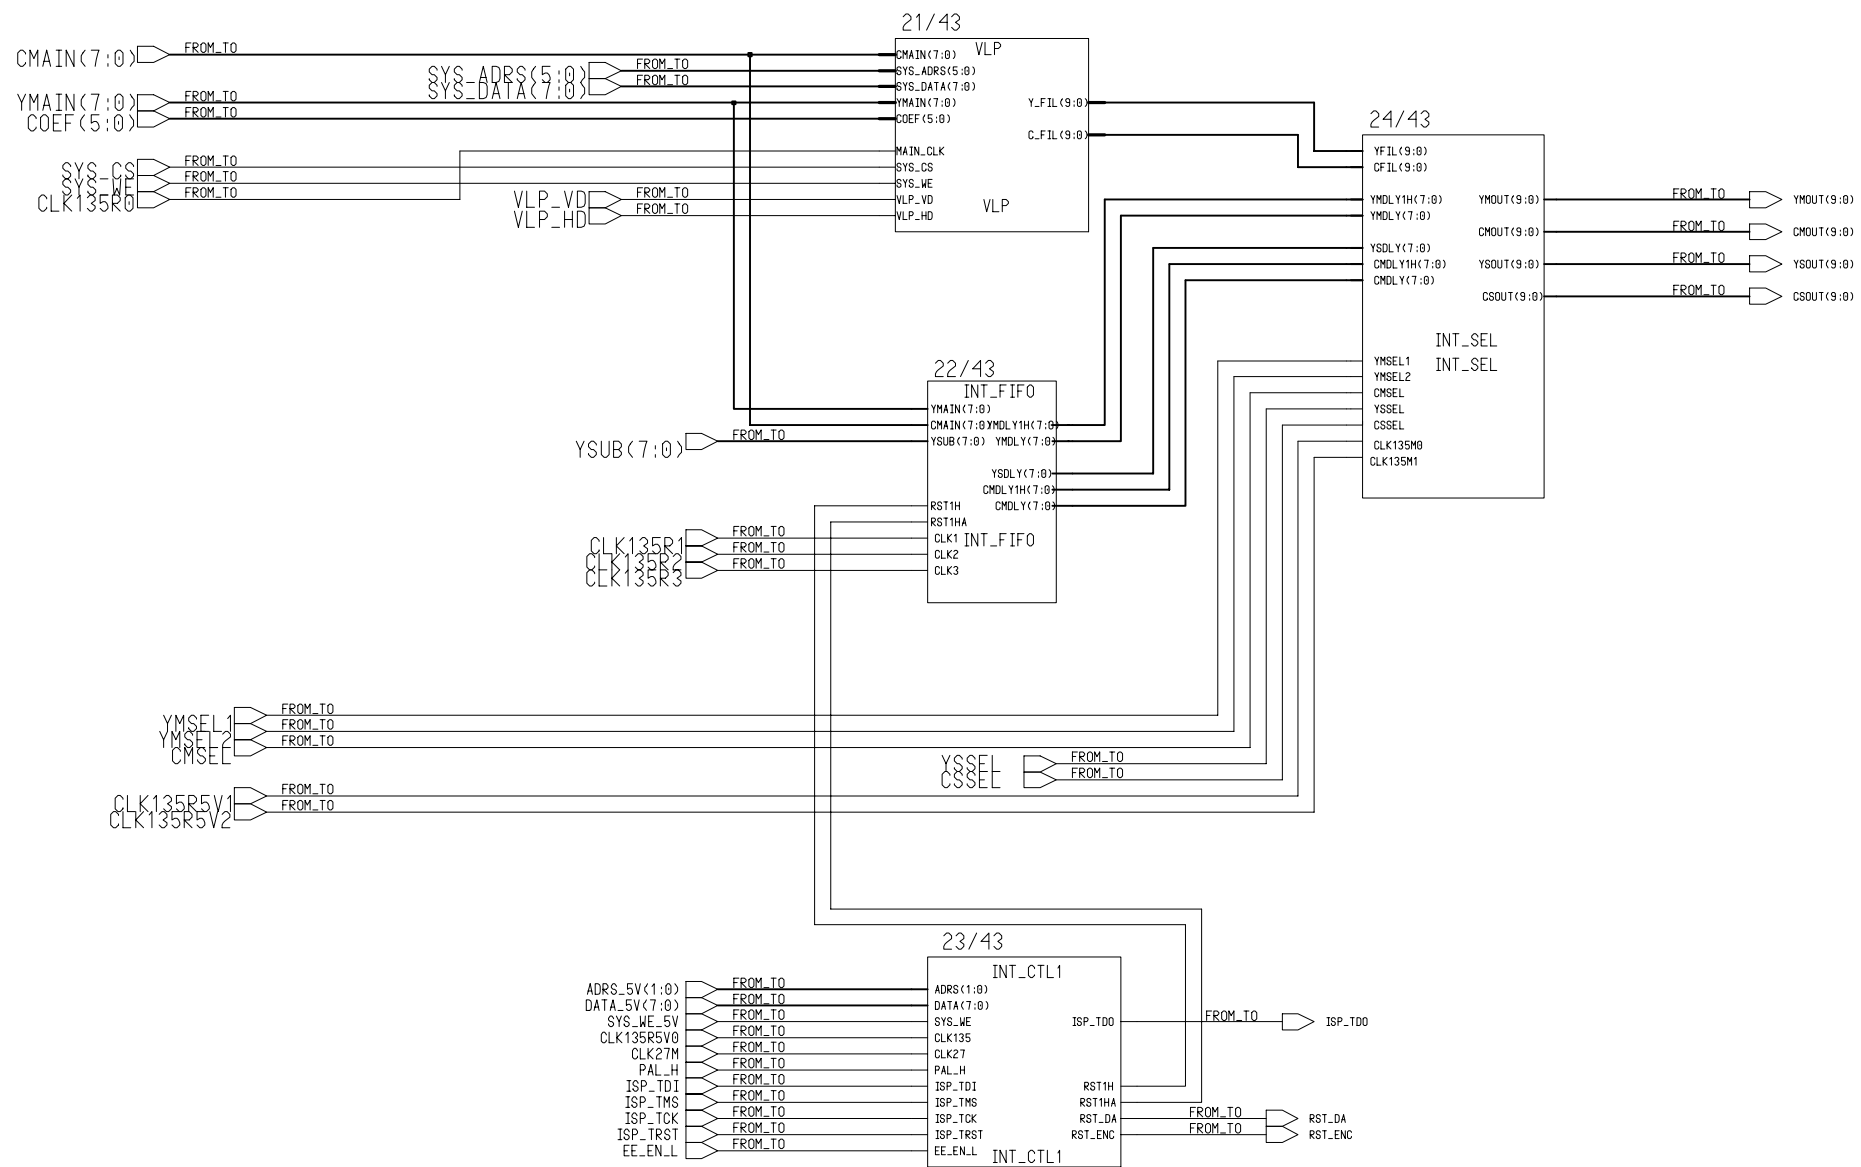 21/43
VLP
CMAIN(7:0) FROM_TO CMAIN(7:0)
SYS_ADRS(5:0) FROM_TO SYS_ADRS(5:0)
SYS_DATA(7:0) FROM_TO SYS_DATA(7:0)
YMAIN(7:0) FROM_TO YMAIN(7:0) Y_FIL(9:0)
COEF(5:0) FROM_TO COEF(5:0)
C_FIL(9:0)
MAIN_CLK
SYS_CS FROM_TO SYS_CS
SYS_WE FROM_TO SYS_WE
CLK135R0 FROM_TO
VLP_VD FROM_TO VLP_VD
VLP_HD FROM_TO VLP_HD
VLP
24/43
YFIL(9:0)
CFIL(9:0)
YMDLY1H(7:0) YMOUT(9:0) FROM_TO YMOUT(9:0)
YMDLY(7:0)
CMOUT(9:0) FROM_TO CMOUT(9:0)
YSDLY(7:0)
CMDLY1H(7:0) YSOUT(9:0) FROM_TO YSOUT(9:0)
CMDLY(7:0)
CSOUT(9:0) FROM_TO CSOUT(9:0)
INT_SEL
INT_SEL
YMSEL1
YMSEL2
CMSEL
YSSEL
CSSEL
CLK135M0
CLK135M1
22/43
INT_FIFO
YMAIN(7:0)
CMAIN(7:0) YMDLY1H(7:0)
YSUB(7:0) FROM_TO YSUB(7:0) YMDLY(7:0)
YSDLY(7:0)
CMDLY1H(7:0)
RST1H CMDLY(7:0)
RST1HA
CLK135R1 FROM_TO CLK1 INT_FIFO
CLK135R2 FROM_TO CLK2
CLK135R3 FROM_TO CLK3
YMSEL1 FROM_TO
YMSEL2 FROM_TO
CMSEL FROM_TO
YSSEL FROM_TO
CSSEL FROM_TO
CLK135R5V1 FROM_TO
CLK135R5V2 FROM_TO
23/43
INT_CTL1
ADRS_5V(1:0) FROM_TO ADRS(1:0)
DATA_5V(7:0) FROM_TO DATA(7:0)
SYS_WE_5V FROM_TO SYS_WE ISP_TDO FROM_TO ISP_TDO
CLK135R5V0 FROM_TO CLK135
CLK27M FROM_TO CLK27
PAL_H FROM_TO PAL_H
ISP_TDI FROM_TO ISP_TDI RST1H
ISP_TMS FROM_TO ISP_TMS RST1HA
ISP_TCK FROM_TO ISP_TCK RST_DA FROM_TO RST_DA
ISP_TRST FROM_TO ISP_TRST RST_ENC FROM_TO RST_ENC
EE_EN_L FROM_TO EE_EN_L
INT_CTL1